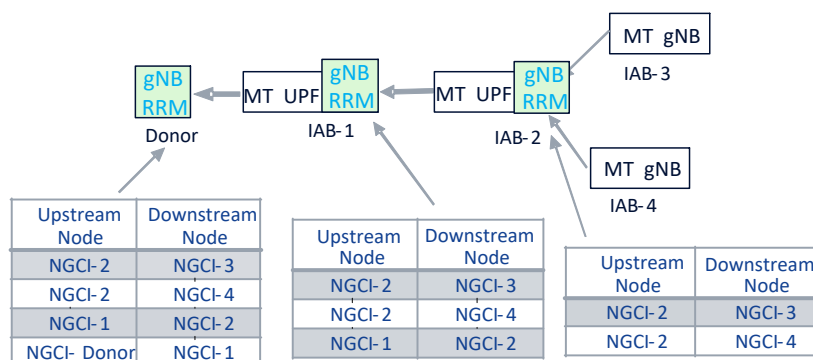 MT gNB
IAB-3
gNB
RRM
Donor
MT UPF
gNB
RRM
IAB-1
MT UPF
gNB
RRM
IAB-2
MT gNB
IAB-4
Upstream Node Downstream Node
NGCI-2 NGCI-3
NGCI-2 NGCI-4
NGCI-1 NGCI-2
NGCI- Donor NGCI-1
Upstream Node Downstream Node
NGCI-2 NGCI-3
NGCI-2 NGCI-4
NGCI-1 NGCI-2
Upstream Node Downstream Node
NGCI-2 NGCI-3
NGCI-2 NGCI-4